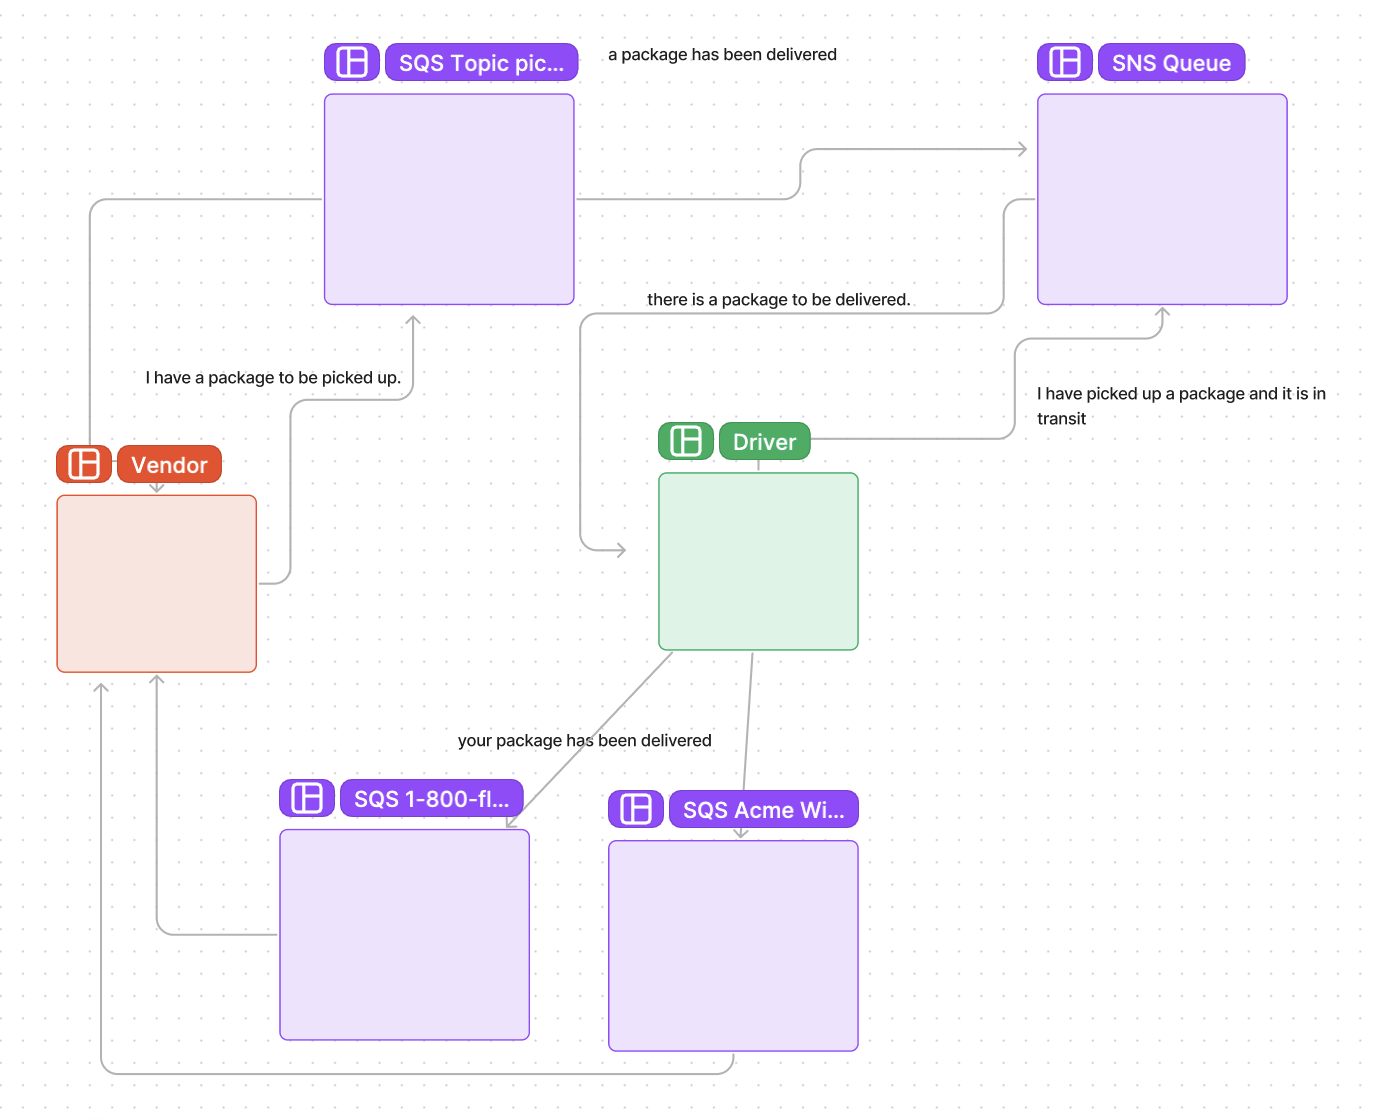 SQS Topic pic...
a package has been delivered
SNS Queue
there is a package to be delivered.
I have a package to be picked up.
I have picked up a package and it is in
transit
Driver
Vendor
your package has been delivered
SQS 1-800-fl...
SQS Acme Wi...